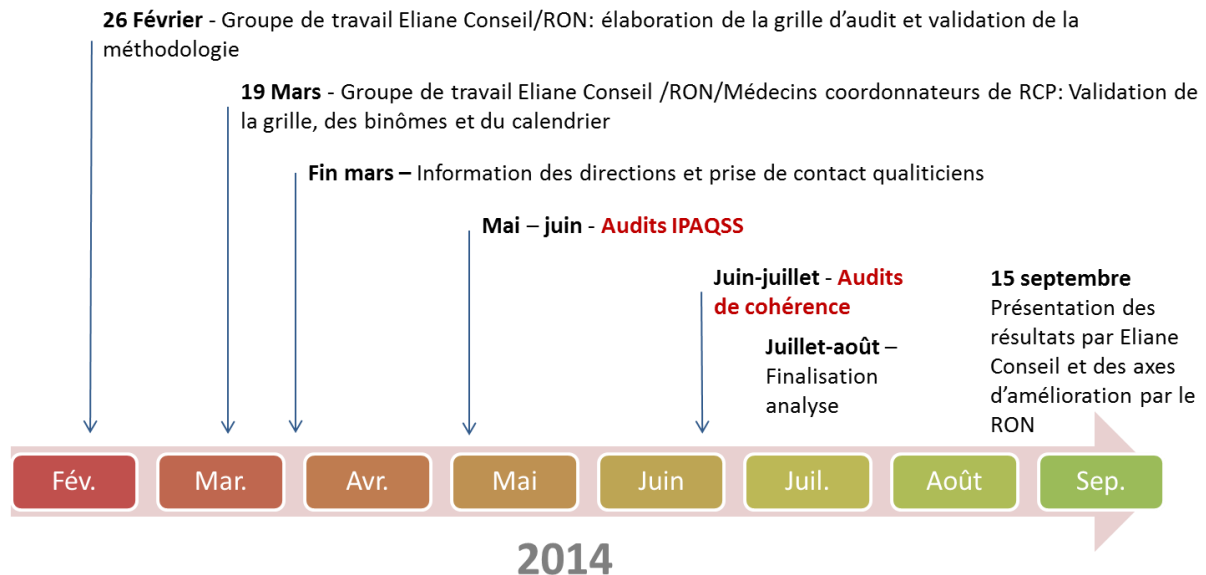 26 Février - Groupe de travail Eliane Conseil/RON: élaboration de la grille d'audit et validation de la
méthodologie
19 Mars - Groupe de travail Eliane Conseil /RON/Médecins coordonnateurs de RCP: Validation de
la grille, des binômes et du calendrier
Fin mars – Information des directions et prise de contact qualiticiens
Mai – juin - Audits IPAQSS
Juin-juillet - Audits
de cohérence
Juillet-août –
Finalisation
analyse
15 septembre
Présentation des
résultats par Eliane
Conseil et des axes
d'amélioration par le
RON
Fév.
Mar.
Avr.
Mai
Juin
Juil.
Août
Sep.
2014